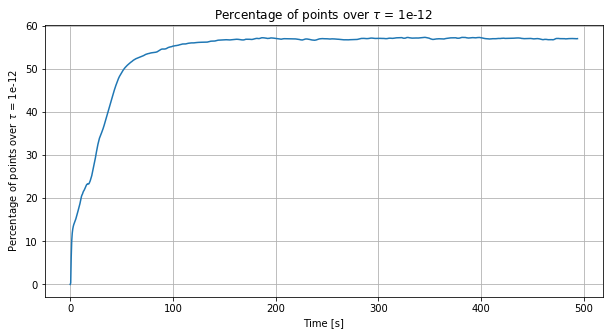 Percentage of points over τ = 1e-12
60
50
40
30
20
10
0
Percentage of points over τ = 1e-12
0 100 200 300 400 500
Time [s]